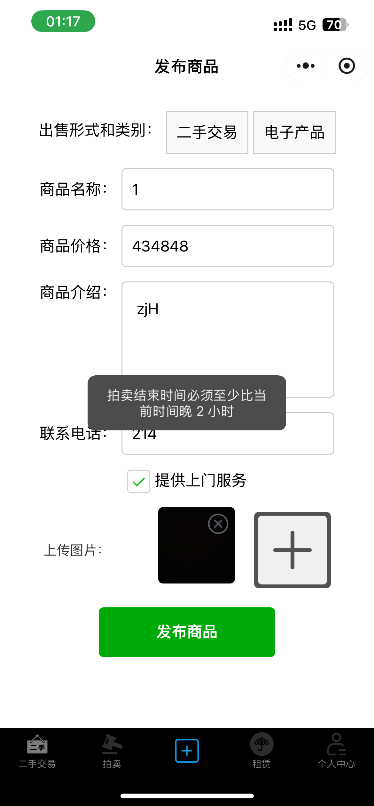 01:17
5G 70
发布商品
出售形式和类别： 二手交易 电子产品
商品名称： 1
商品价格： 434848
商品介绍： zjH
拍卖结束时间必须至少比当
前时间晚 2 小时
联系电话： 214
提供上门服务
上传图片：
发布商品
二手
二手交易 拍卖 租赁 个人中心